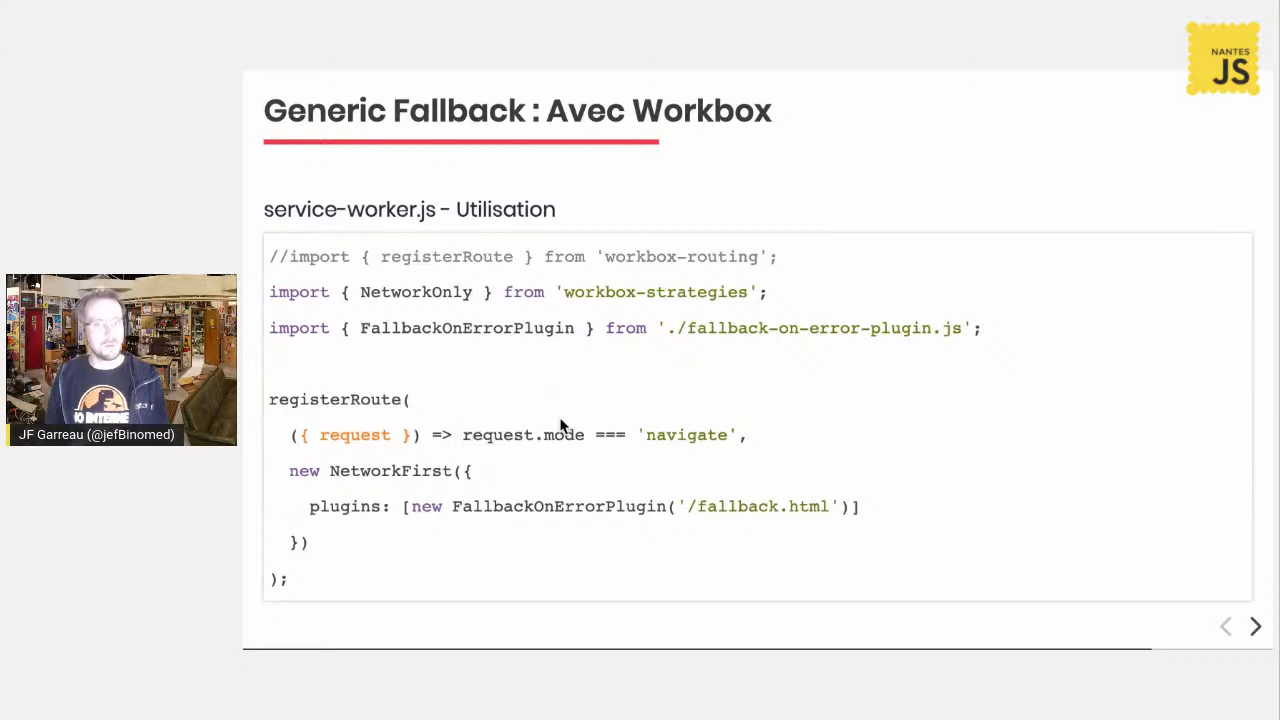 NANTES
JS
Generic Fallback : Avec Workbox
service-worker.js - Utilisation
//import { registerRoute } from 'workbox-routing';
import { NetworkOnly } from 'workbox-strategies';
import { FallbackOnErrorPlugin } from './fallback-on-error-plugin.js';
registerRoute(
({ request }) => request.mode === 'navigate',
new NetworkFirst({
plugins: [new FallbackOnErrorPlugin('/fallback.html')]
})
);
JF Garreau (@jefBinomed)